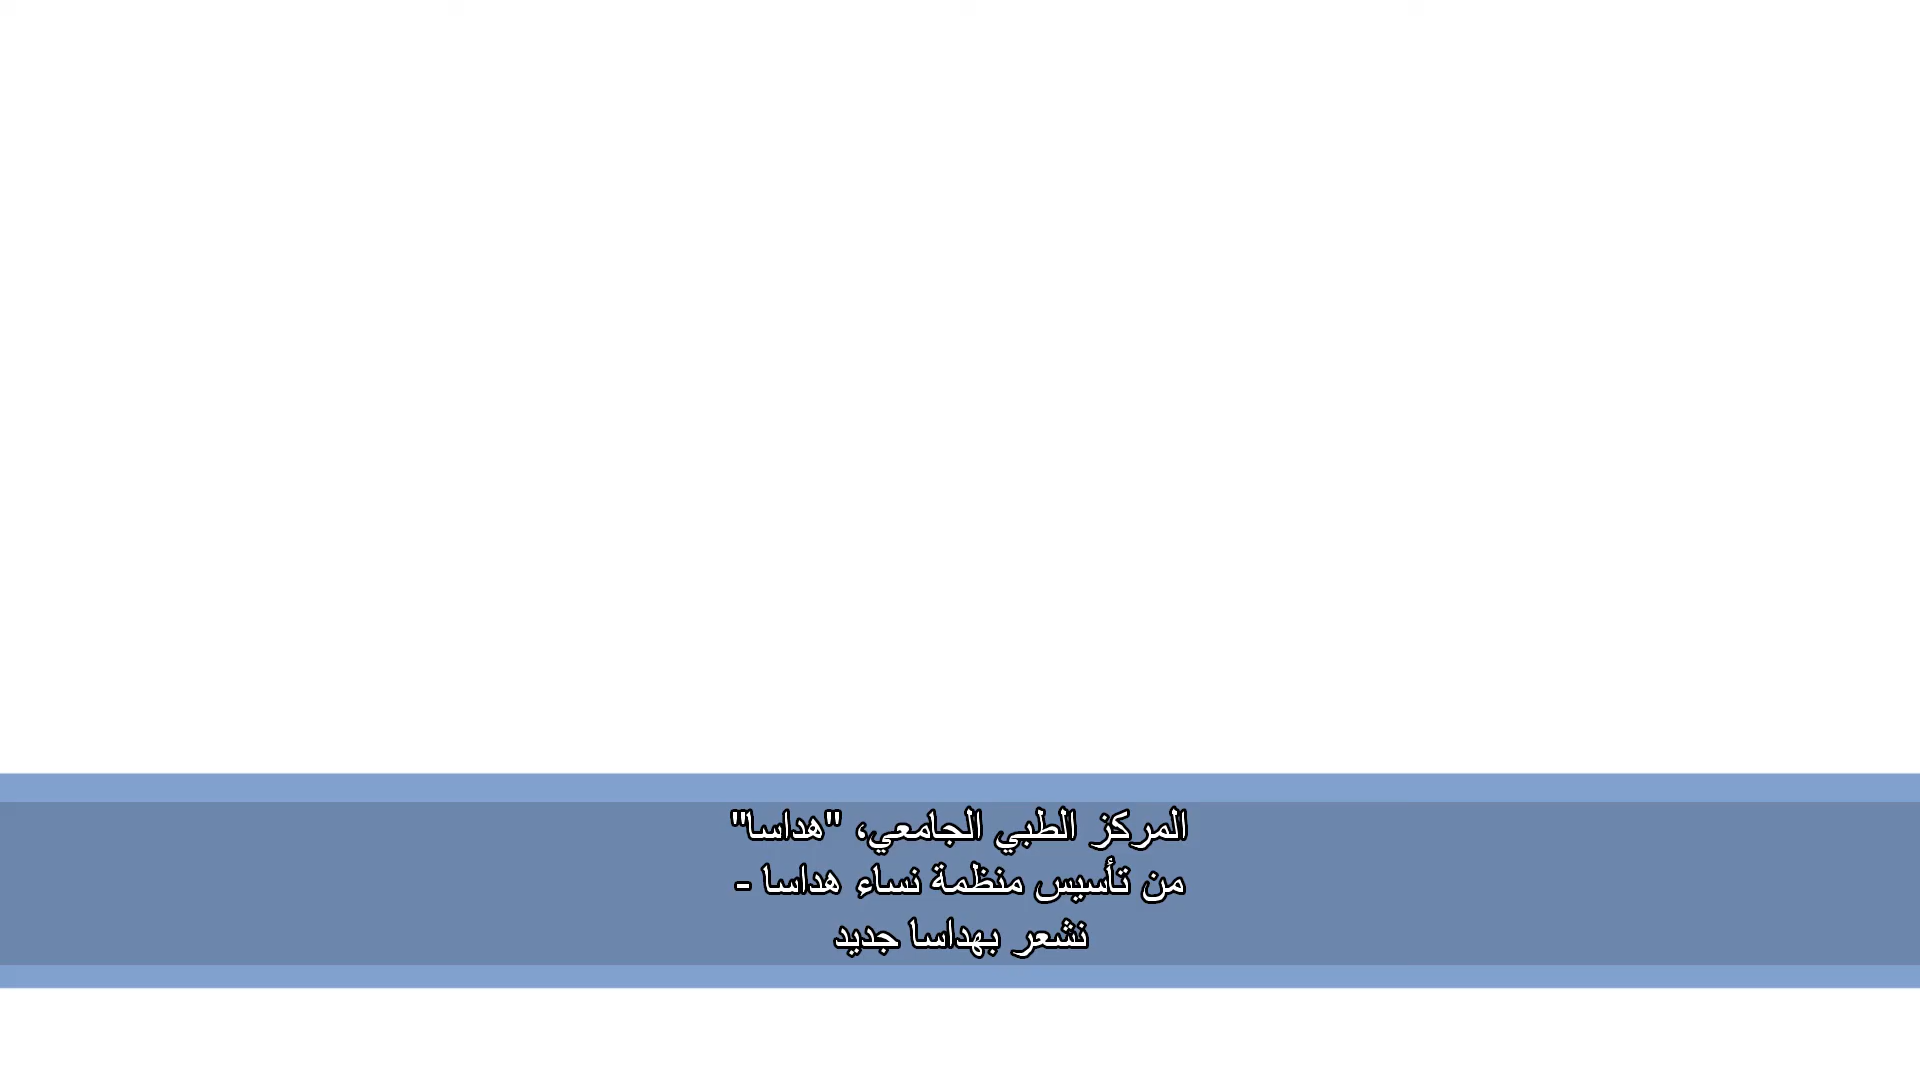 المركز الطبي الجامعي، "هداسا"
من تأسيس منظمة نساء هداسا -
نشعر بهداسا جديد